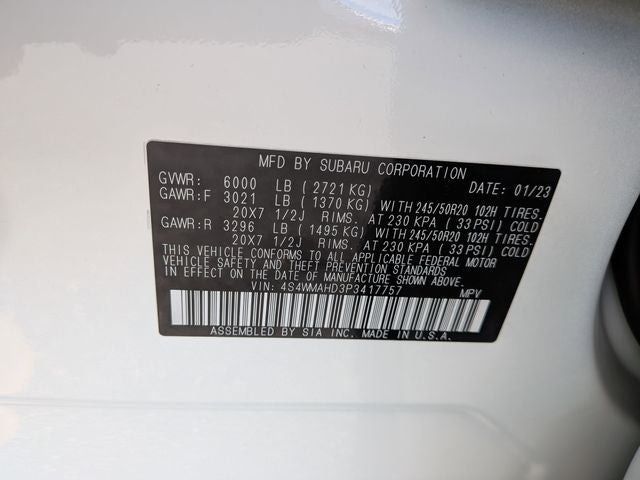 MFD BY SUBARU CORPORATION
GVWR: 6000 LB ( 2721 KG) DATE: 01/23
GAWR:F 3021 LB ( 1370 KG) WITH 245/50R20 102H TIRES.
20X7 1/2J RIMS. AT 230 KPA ( 33 PSI) COLD
GAWR:R 3296 LB ( 1495 KG) WITH 245/50R20 102H TIRES.
20X7 1/2J RIMS. AT 230 KPA ( 33 PSI) COLD
THIS VEHICLE CONFORMS TO ALL APPLICABLE FEDERAL MOTOR
VEHICLE SAFETY AND THEFT PREVENTION STANDARDS IN EFFECT
ON THE DATE OF MANUFACTURE SHOWN ABOVE.
VIN: 4S4WMAHD3P3417757 MPV
ASSEMBLED BY SIA INC. MADE IN U.S.A.